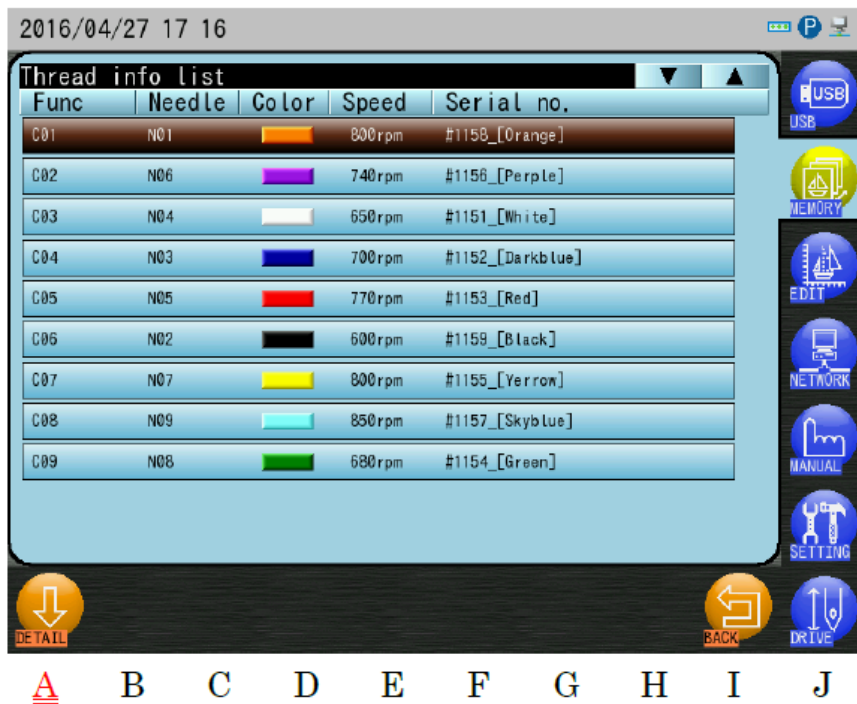 2016/04/27 17 16
Thread info list ▼ ▲
Func Needle Color Speed Serial no.
C01 N01 800rpm #1158_[Orange]
C02 N06 740rpm #1156_[Perple]
C03 N04 650rpm #1151_[White]
C04 N03 700rpm #1152_[Darkblue]
C05 N05 770rpm #1153_[Red]
C06 N02 600rpm #1159_[Black]
C07 N07 800rpm #1155_[Yerrow]
C08 N09 850rpm #1157_[Skyblue]
C09 N08 680rpm #1154_[Green]
P
USB
USB
MEMORY
EDIT
NETWORK
MANUAL
SETTING
DETAIL BACK DRIVE
A B C D E F G H I J